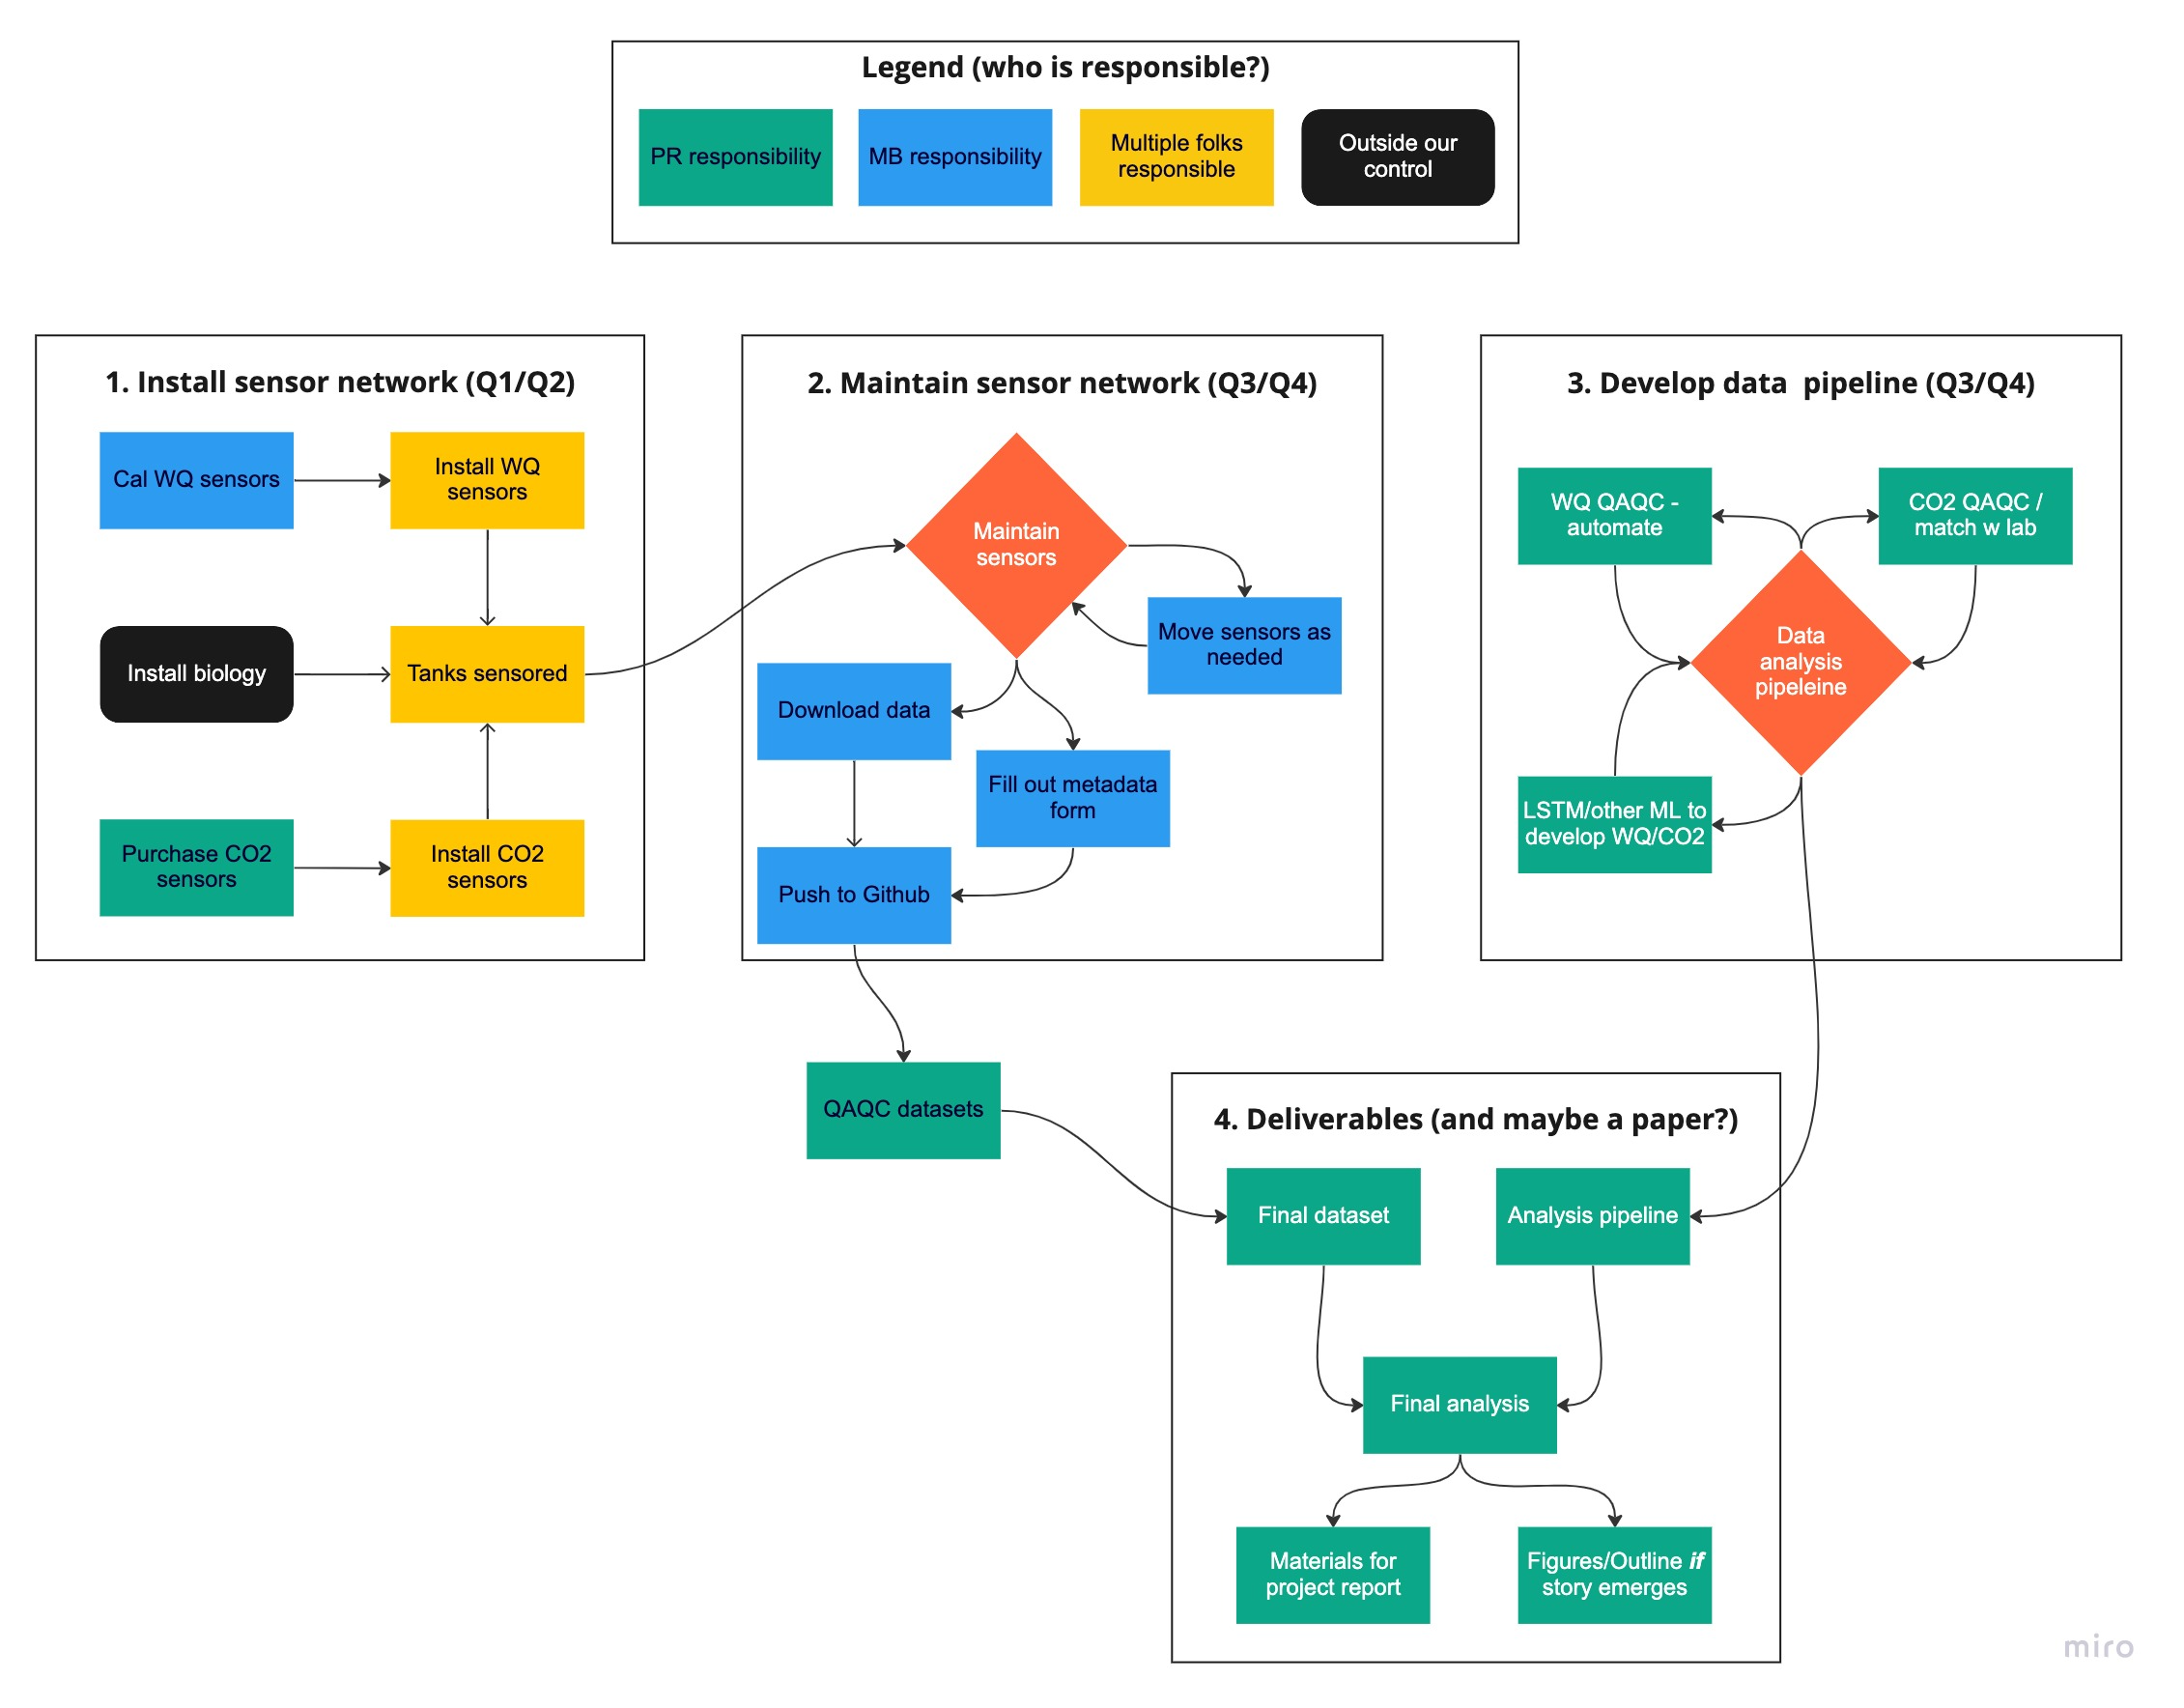 Legend (who is responsible?)
PR responsibility
MB responsibility
Multiple folks
responsible
Outside our
control
1. Install sensor network (Q1/Q2)
Cal WQ sensors
Install WQ
sensors
Install biology
Tanks sensored
Purchase CO2
sensors
Install CO2
sensors
2. Maintain sensor network (Q3/Q4)
Maintain
sensors
Move sensors as
needed
Download data
Fill out metadata
form
Push to Github
QAQC datasets
3. Develop data  pipeline (Q3/Q4)
WQ QAQC -
automate
CO2 QAQC /
match w lab
Data
analysis
pipeleine
LSTM/other ML to
develop WQ/CO2
4. Deliverables (and maybe a paper?)
Final dataset
Analysis pipeline
Final analysis
Materials for
project report
Figures/Outline if
story emerges
miro